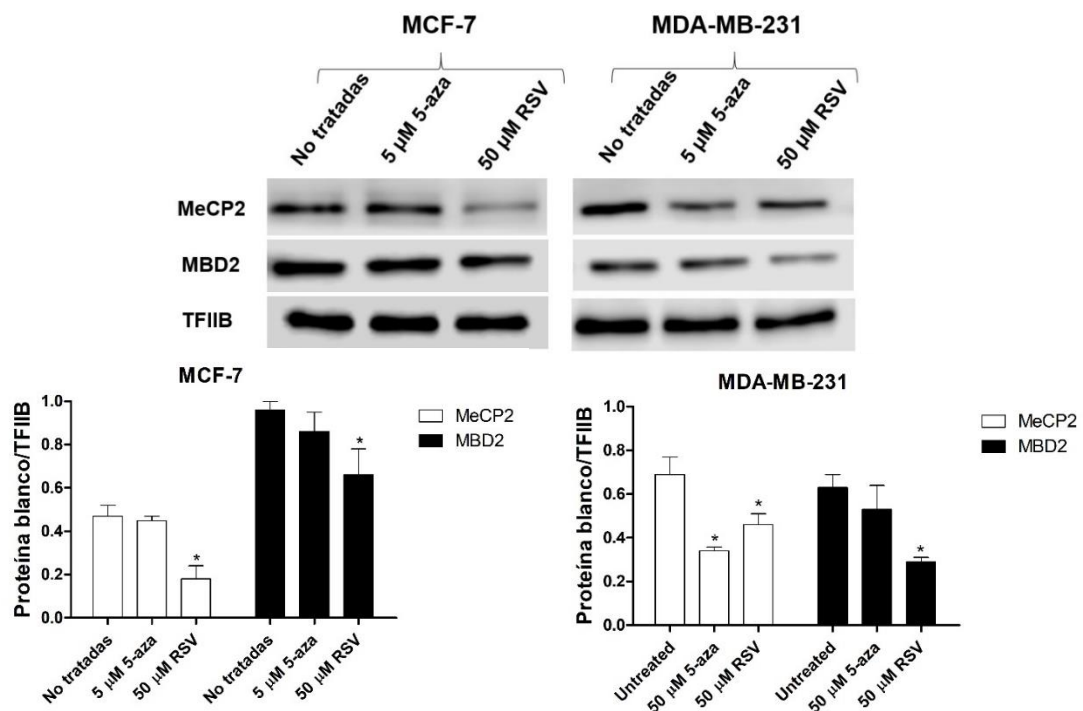 MCF-7
MDA-MB-231
No tratadas
5 µM 5-aza
50 µM RSV
No tratadas
5 µM 5-aza
50 µM RSV
MeCP2
MBD2
TFIIB
MCF-7
Proteína blanco/TFIIB
1.0
0.8
0.6
0.4
0.2
0.0
*
*
MeCP2
MBD2
No tratadas
5 µM 5-aza
50 µM RSV
No tratadas
5 µM 5-aza
50 µM RSV
MDA-MB-231
Proteína blanco/TFIIB
1.0
0.8
0.6
0.4
0.2
0.0
*
*
*
MeCP2
MBD2
Untreated
50 µM 5-aza
50 µM RSV
Untreated
50 µM 5-aza
50 µM RSV